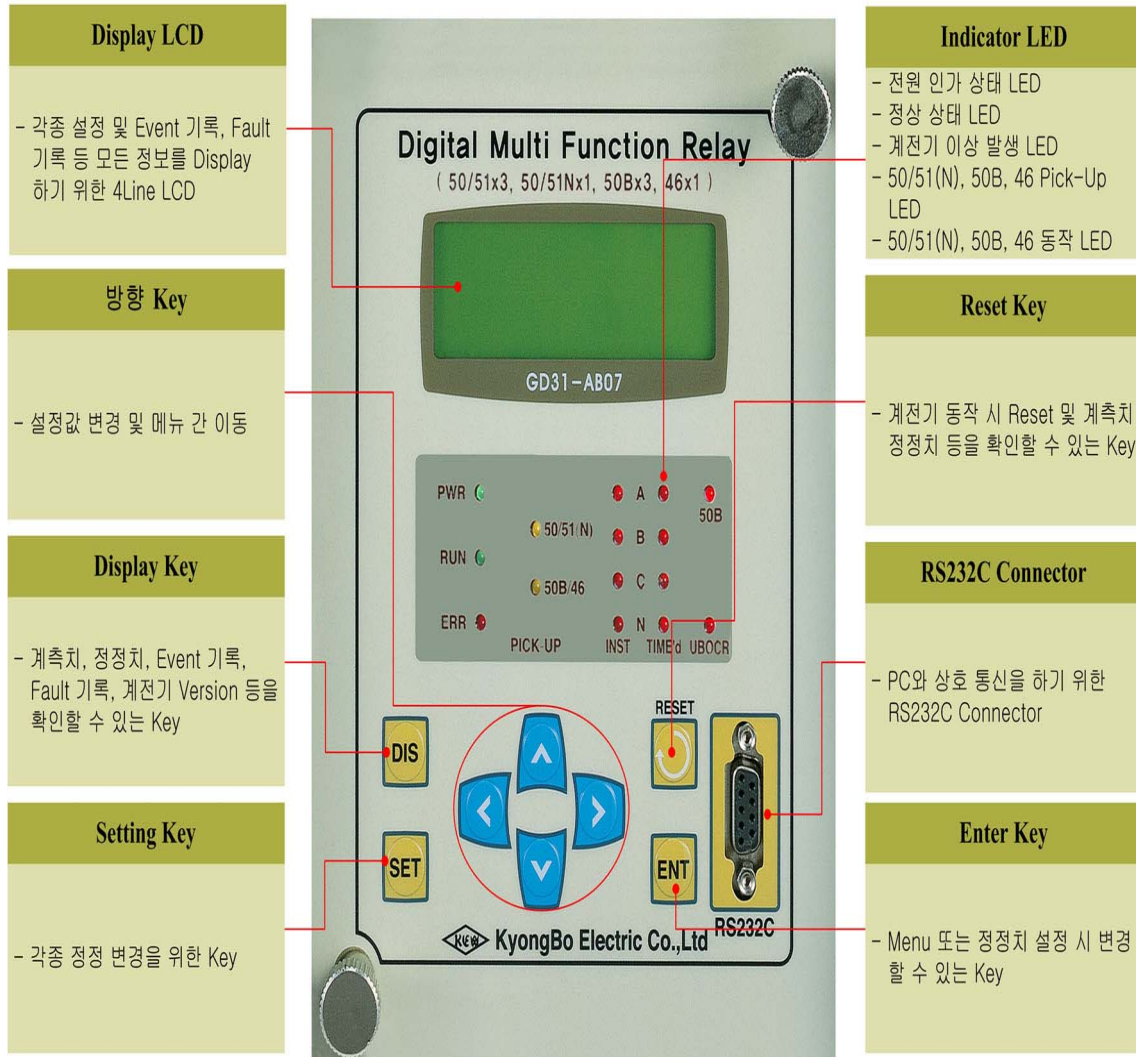 Display LCD
- 각종 설정 및 Event 기록, Fault
기록 등 모든 정보를 Display
하기 위한 4Line LCD
방향 Key
- 설정값 변경 및 메뉴 간 이동
Display Key
- 계측치, 정정치, Event 기록,
Fault 기록, 계전기 Version 등을
확인할 수 있는 Key
Setting Key
- 각종 정정 변경을 위한 Key
Digital Multi Function Relay
( 50/51x3, 50/51Nx1, 50Bx3, 46x1 )
GD31-AB07
PWR
A
50B
50/51(N)
B
RUN
C
50B/46
ERR
N
PICK-UP
INST
TIME'd
UBOCR
DIS
RESET
SET
ENT
RS232C
KEW
KyongBo Electric Co.,Ltd
Indicator LED
- 전원 인가 상태 LED
- 정상 상태 LED
- 계전기 이상 발생 LED
- 50/51(N), 50B, 46 Pick-Up
LED
- 50/51(N), 50B, 46 동작 LED
Reset Key
- 계전기 동작 시 Reset 및 계측치
정정치 등을 확인할 수 있는 Key
RS232C Connector
- PC와 상호 통신을 하기 위한
RS232C Connector
Enter Key
- Menu 또는 정정치 설정 시 변경
할 수 있는 Key